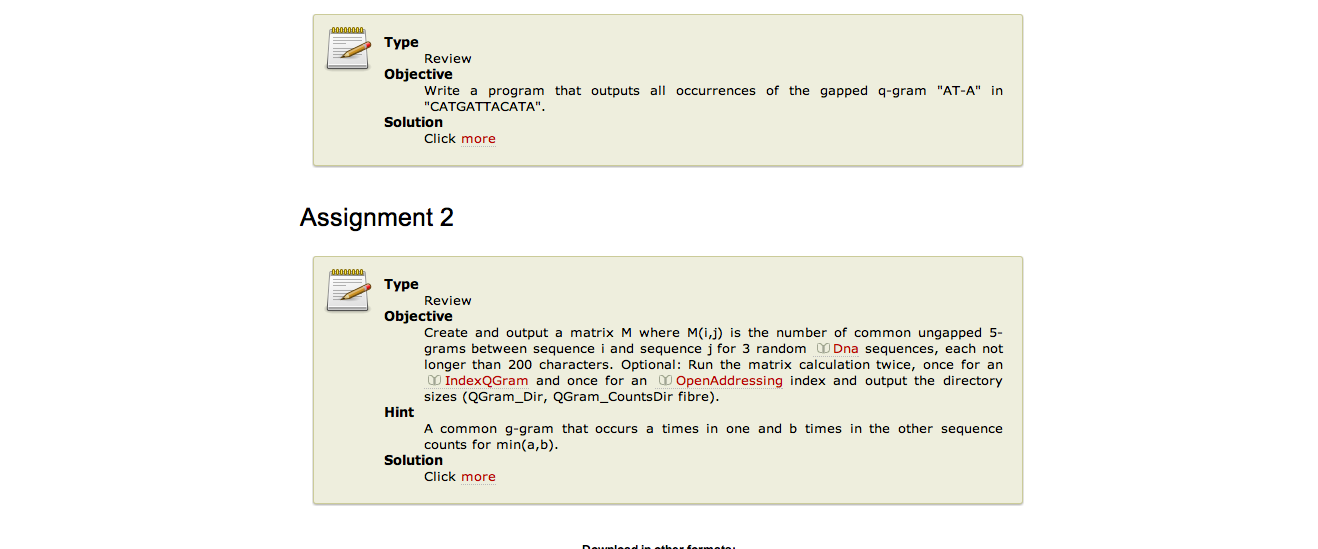 Type
Review
Objective
Write a program that outputs all occurrences of the gapped q-gram "AT-A" in
"CATGATTACATA".
Solution
Click more
Assignment 2
Type
Review
Objective
Create and output a matrix M where M(i,j) is the number of common ungapped 5-
grams between sequence i and sequence j for 3 random Dna sequences, each not
longer than 200 characters. Optional: Run the matrix calculation twice, once for an
IndexQGram and once for an OpenAddressing index and output the directory
sizes (QGram_Dir, QGram_CountsDir fibre).
Hint
A common g-gram that occurs a times in one and b times in the other sequence
counts for min(a,b).
Solution
Click more
Download in other formats: